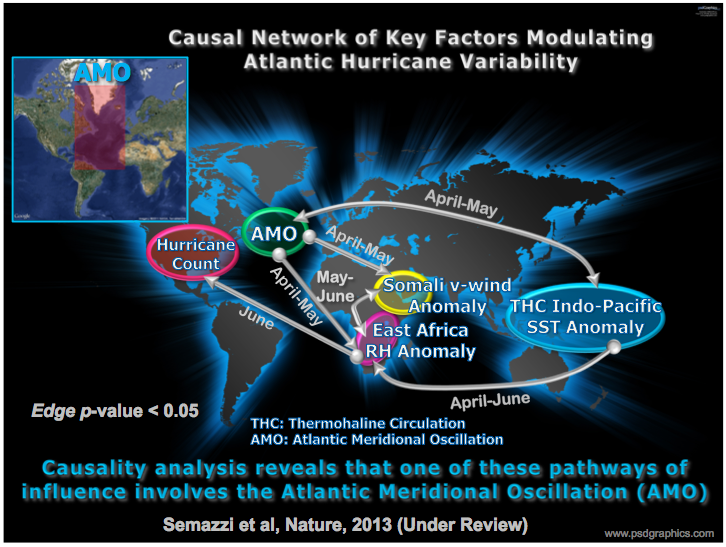 Causal Network of Key Factors Modulating
Atlantic Hurricane Variability
AMO
Google
April-May
AMO
April-May
Hurricane
Count
May-
June
Somali v-wind
Anomaly
April-May
THC Indo-Pacific
SST Anomaly
June
East Africa
RH Anomaly
April-June
Edge p-value < 0.05
THC: Thermohaline Circulation
AMO: Atlantic Meridional Oscillation
Causality analysis reveals that one of these pathways of
influence involves the Atlantic Meridional Oscillation (AMO)
Semazzi et al, Nature, 2013 (Under Review)
www.psdgraphics.com